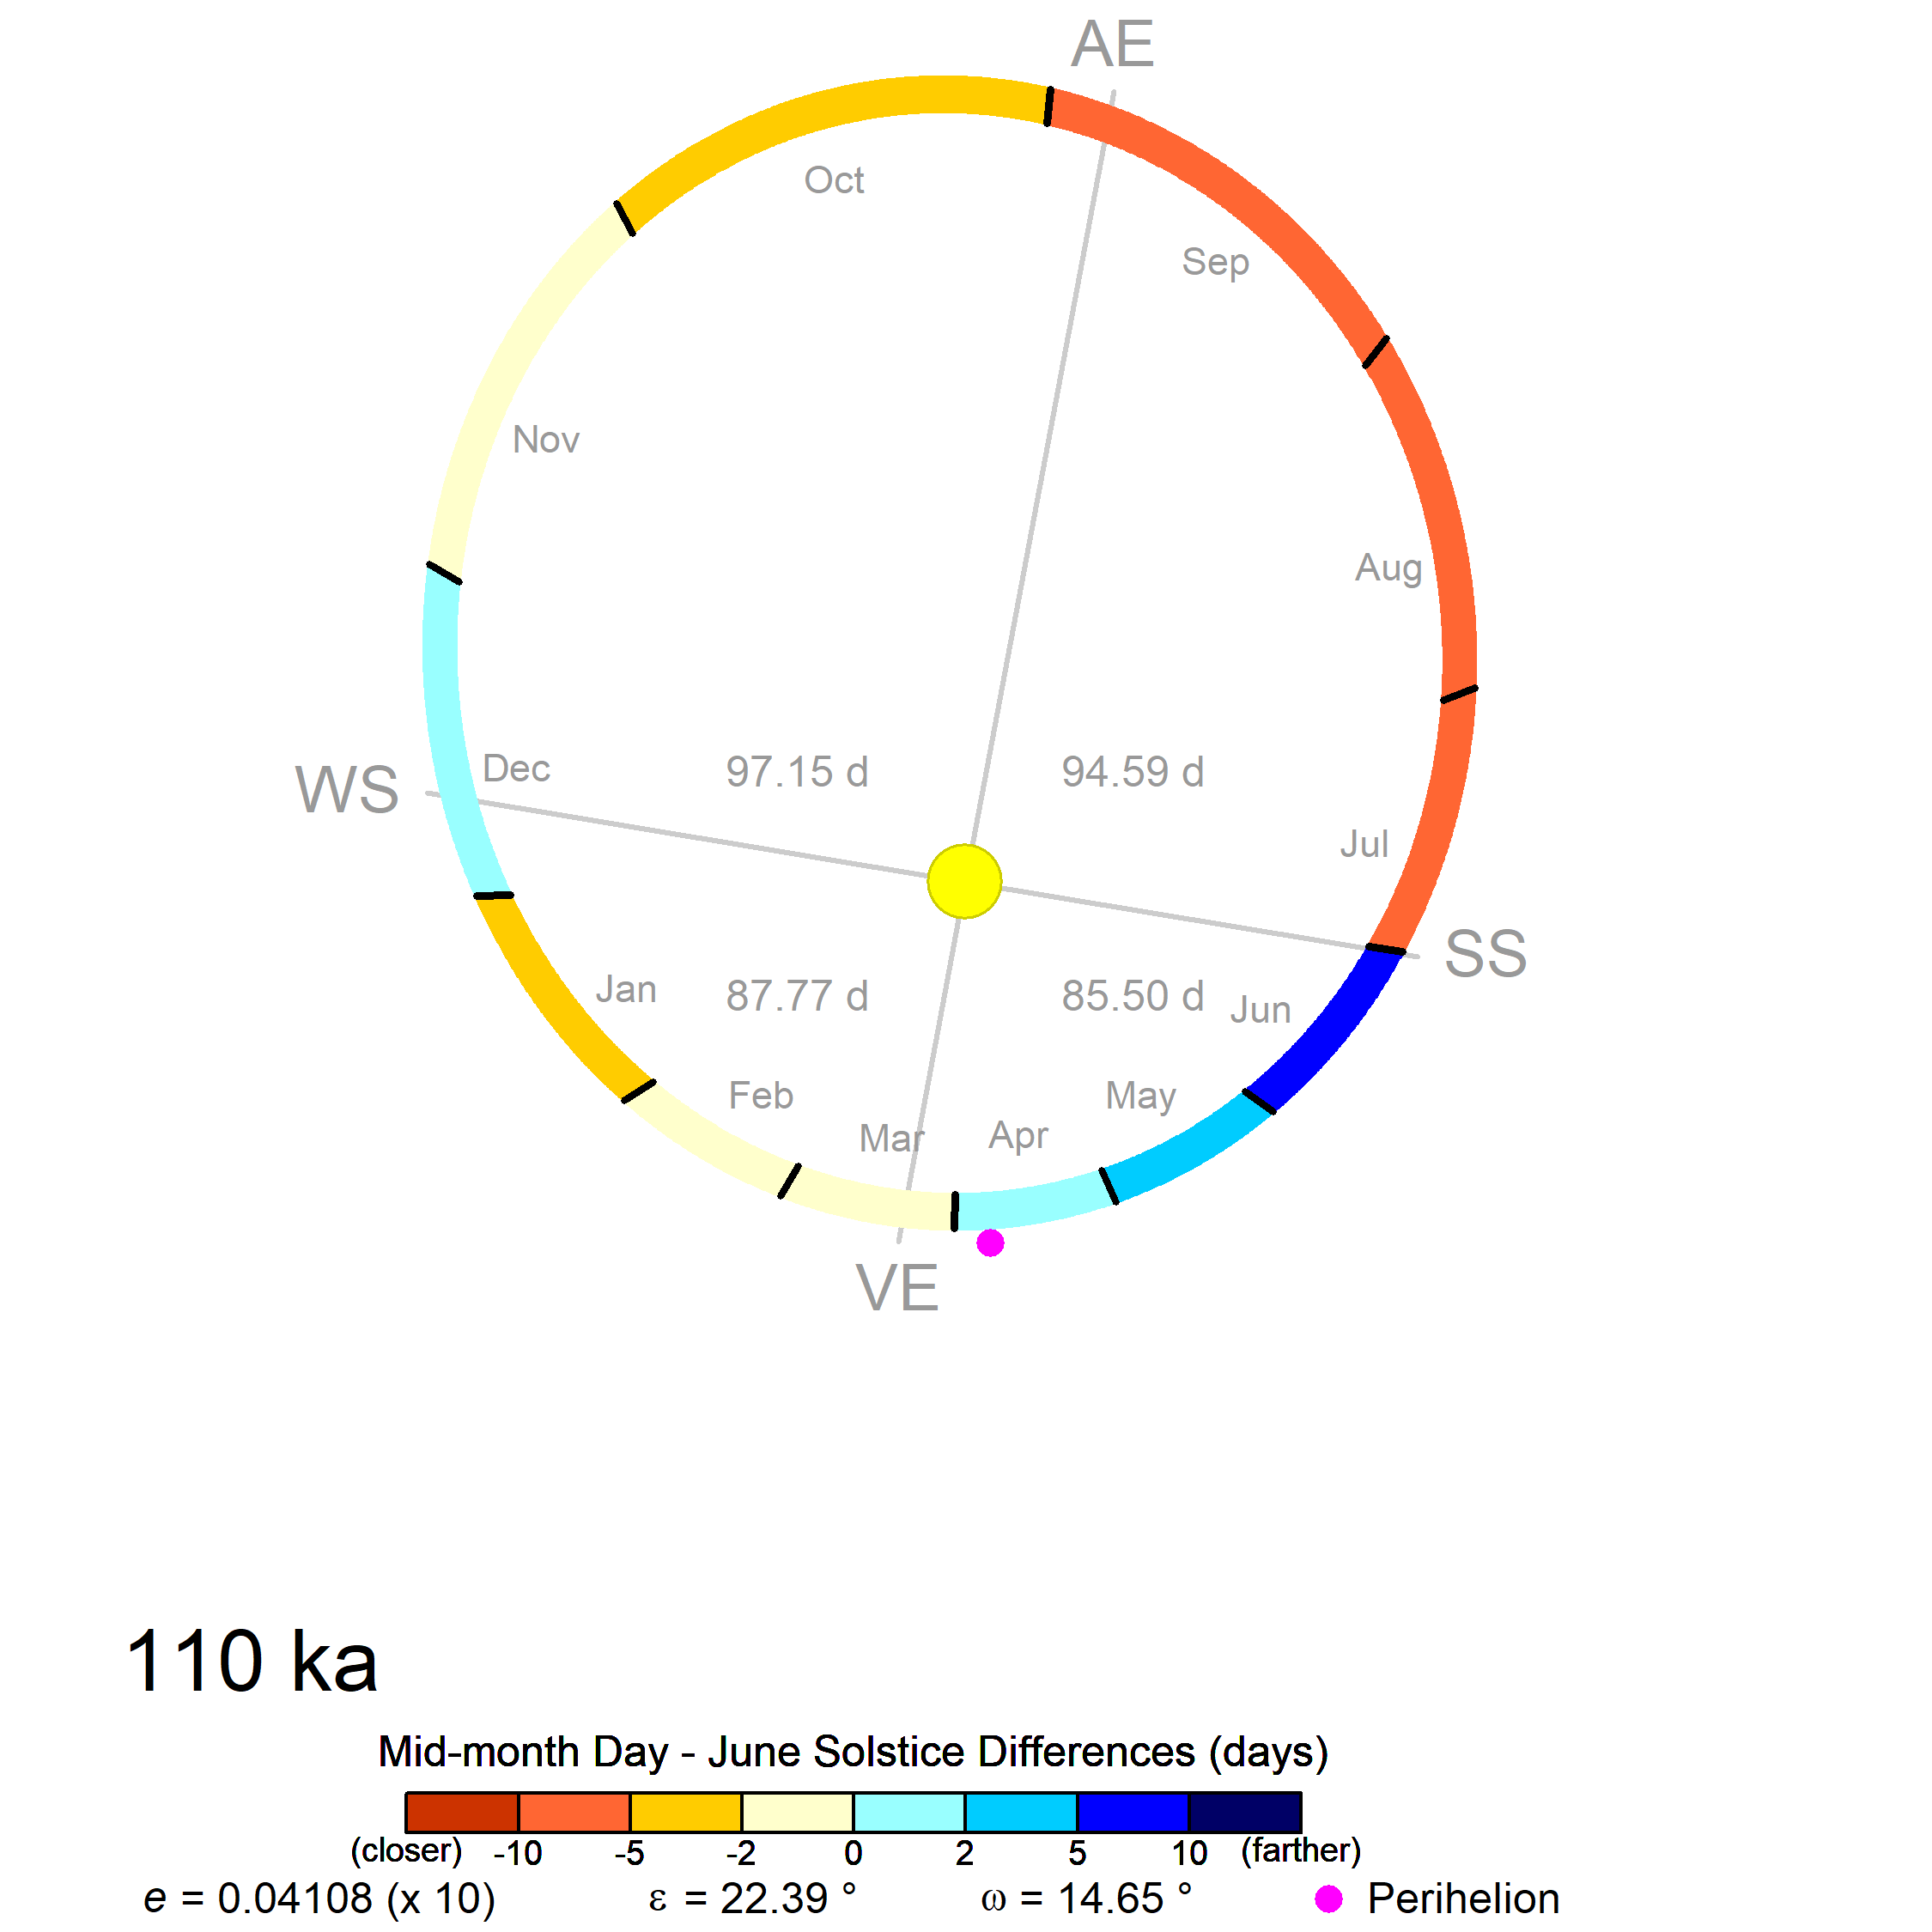 AE
Oct
Sep
Nov
Aug
WS
Dec
97.15 d
94.59 d
Jul
SS
Jan
87.77 d
85.50 d
Jun
Feb
May
Mar
Apr
VE
110 ka
Mid-month Day - June Solstice Differences (days)
(closer) -10 -5 -2 0 2 5 10 (farther)
e = 0.04108 (x 10) ε = 22.39 ° ω = 14.65 ° Perihelion